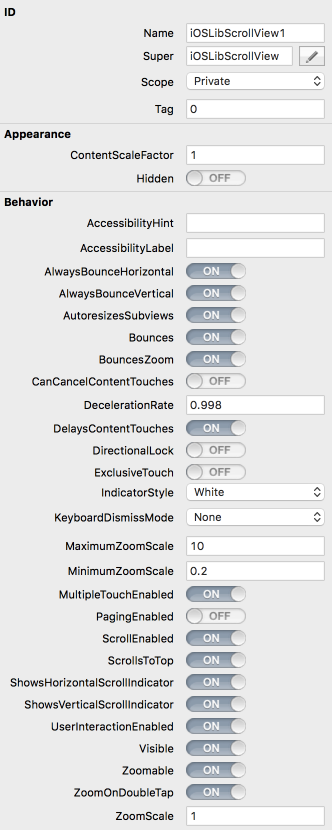 ID
Name iOSLibScrollView1
Super iOSLibScrollView
Scope Private
Tag 0
Appearance
ContentScaleFactor 1
Hidden OFF
Behavior
AccessibilityHint
AccessibilityLabel
AlwaysBounceHorizontal ON
AlwaysBounceVertical ON
AutoresizesSubviews ON
Bounces ON
BouncesZoom ON
CanCancelContentTouches OFF
DecelerationRate 0.998
DelaysContentTouches ON
DirectionalLock OFF
ExclusiveTouch OFF
IndicatorStyle White
KeyboardDismissMode None
MaximumZoomScale 10
MinimumZoomScale 0.2
MultipleTouchEnabled ON
PagingEnabled OFF
ScrollEnabled ON
ScrollsToTop ON
ShowsHorizontalScrollIndicator ON
ShowsVerticalScrollIndicator ON
UserInteractionEnabled ON
Visible ON
Zoomable ON
ZoomOnDoubleTap ON
ZoomScale 1